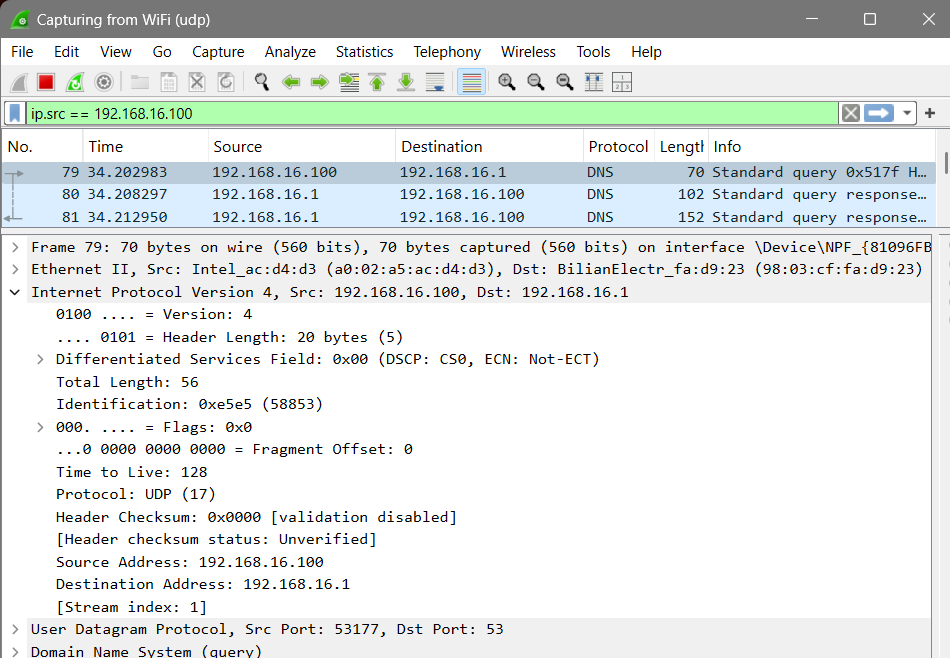 Capturing from WiFi (udp)
File Edit View Go Capture Analyze Statistics Telephony Wireless Tools Help
ip.src == 192.168.16.100
No. Time Source Destination Protocol Length Info
79 34.202983 192.168.16.100 192.168.16.1 DNS 70 Standard query 0x517f H…
80 34.208297 192.168.16.1 192.168.16.100 DNS 102 Standard query response…
81 34.212950 192.168.16.1 192.168.16.100 DNS 152 Standard query response…
Frame 79: 70 bytes on wire (560 bits), 70 bytes captured (560 bits) on interface \Device\NPF_{81096FB
Ethernet II, Src: Intel_ac:d4:d3 (a0:02:a5:ac:d4:d3), Dst: BilianElectr_fa:d9:23 (98:03:cf:fa:d9:23)
Internet Protocol Version 4, Src: 192.168.16.100, Dst: 192.168.16.1
0100 .... = Version: 4
.... 0101 = Header Length: 20 bytes (5)
Differentiated Services Field: 0x00 (DSCP: CS0, ECN: Not-ECT)
Total Length: 56
Identification: 0xe5e5 (58853)
000. .... = Flags: 0x0
...0 0000 0000 0000 = Fragment Offset: 0
Time to Live: 128
Protocol: UDP (17)
Header Checksum: 0x0000 [validation disabled]
[Header checksum status: Unverified]
Source Address: 192.168.16.100
Destination Address: 192.168.16.1
[Stream index: 1]
User Datagram Protocol, Src Port: 53177, Dst Port: 53
Domain Name System (query)